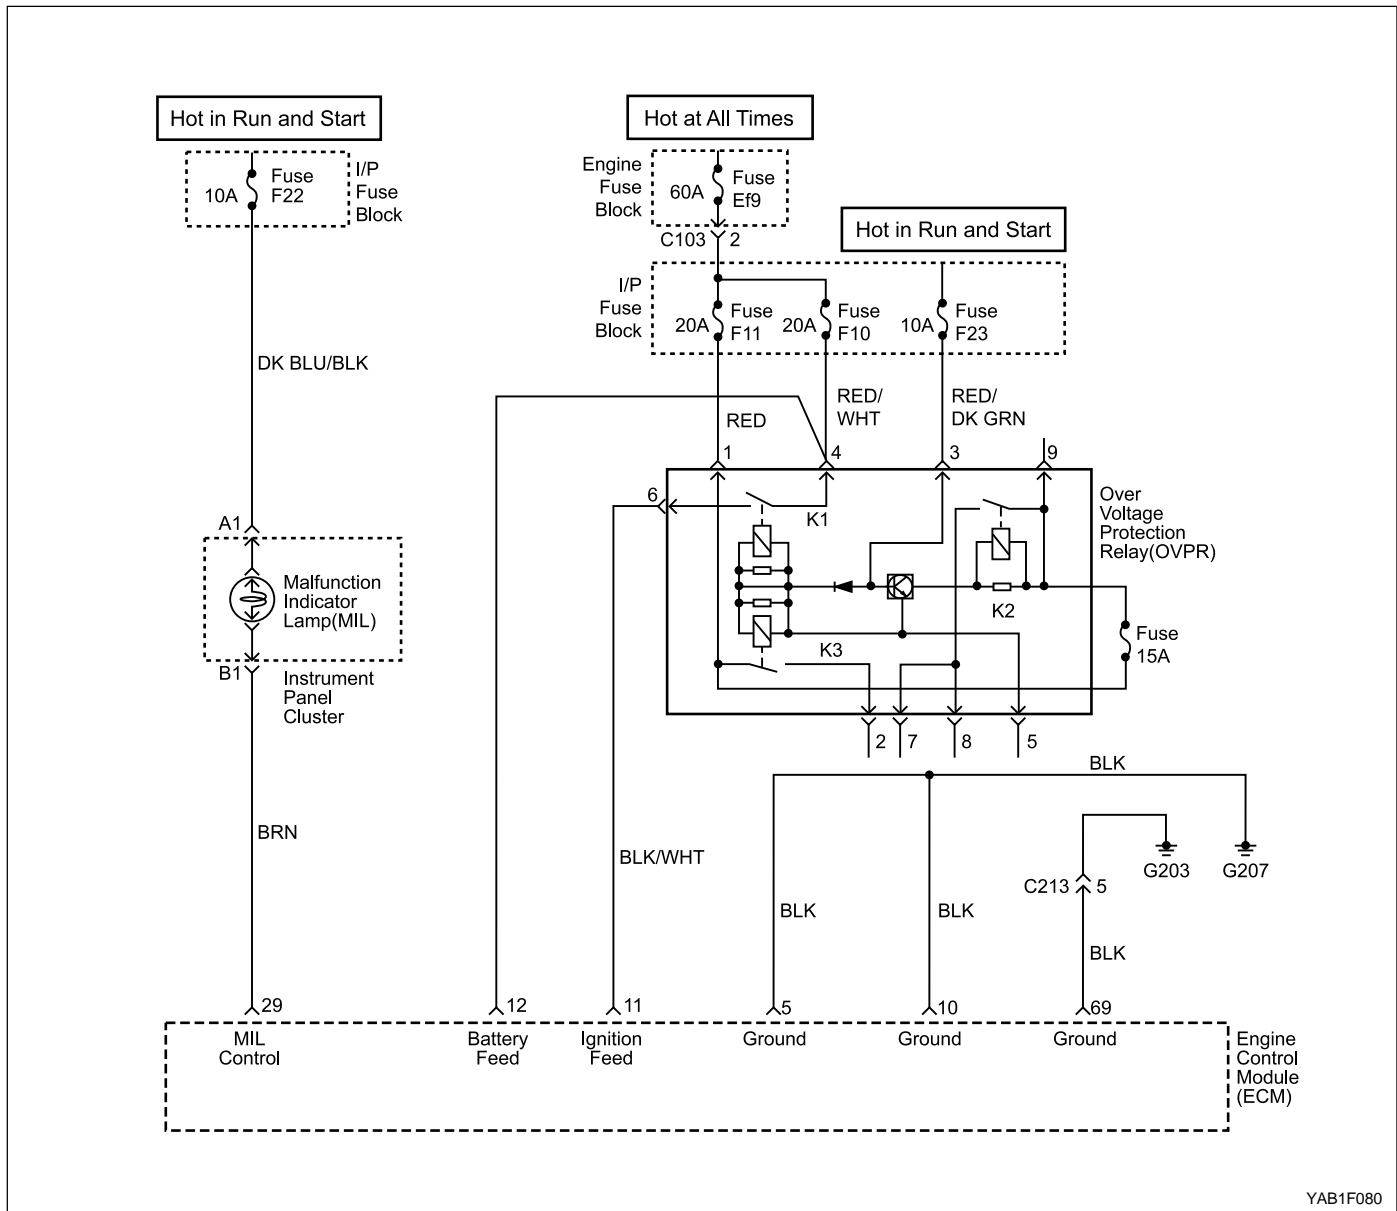 Hot in Run and Start
Hot at All Times
Hot in Run and Start
10A
Fuse
F22
I/P
Fuse
Block
Engine
Fuse
Block
60A
Fuse
Ef9
C103
2
I/P
Fuse
Block
20A
Fuse
F11
20A
Fuse
F10
10A
Fuse
F23
DK BLU/BLK
RED
RED/
WHT
RED/
DK GRN
1
4
3
9
6
K1
K2
K3
Over
Voltage
Protection
Relay(OVPR)
Fuse
15A
A1
Malfunction
Indicator
Lamp(MIL)
B1
Instrument
Panel
Cluster
2
7
8
5
BLK
BRN
BLK/WHT
G203
G207
C213
5
BLK
BLK
BLK
29
12
11
5
10
69
MIL
Control
Battery
Feed
Ignition
Feed
Ground
Ground
Ground
Engine
Control
Module
(ECM)
YAB1F080